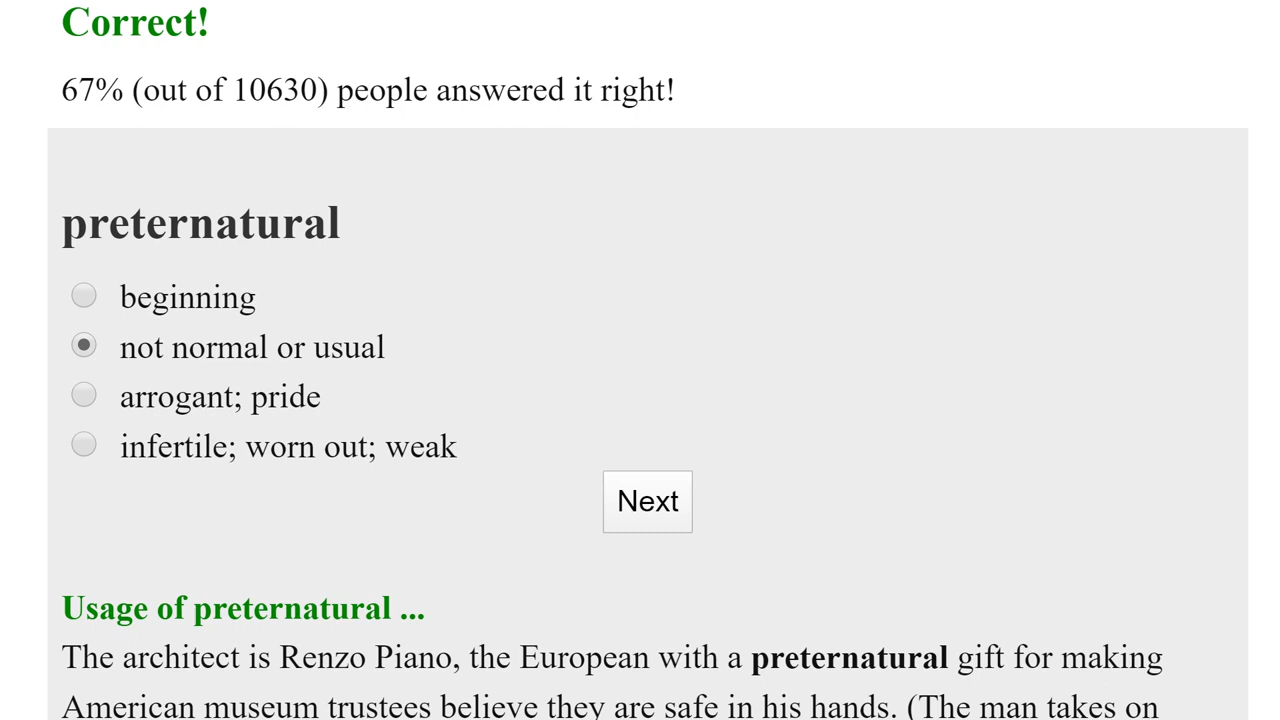 Correct!
67% (out of 10630) people answered it right!
preternatural
beginning
not normal or usual
arrogant; pride
infertile; worn out; weak
Next
Usage of preternatural ...
The architect is Renzo Piano, the European with a preternatural gift for making
American museum trustees believe they are safe in his hands. (The man takes on